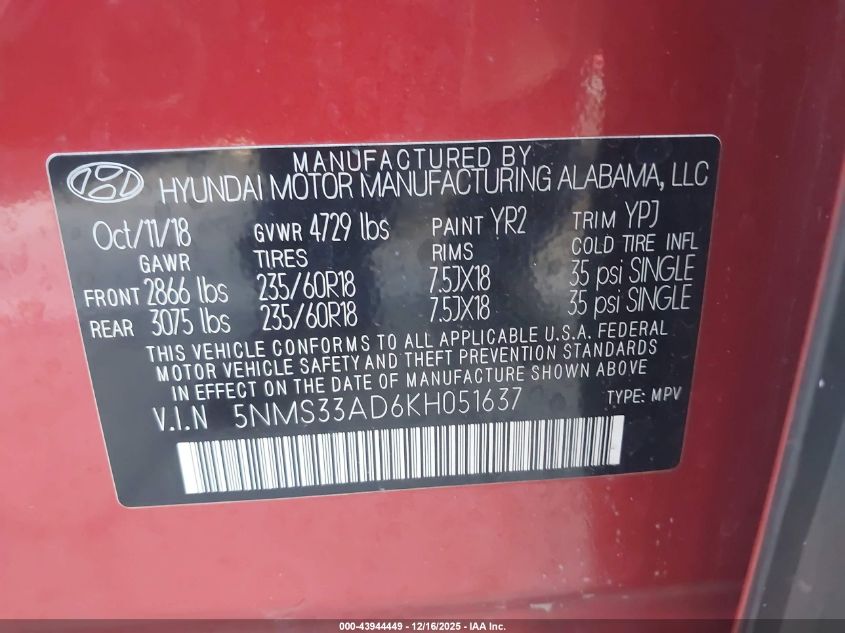 MANUFACTURED BY
HYUNDAI MOTOR MANUFACTURING ALABAMA, LLC
Oct/11/18 GVWR 4729 lbs PAINT YR2 TRIM YPJ
GAWR TIRES RIMS COLD TIRE INFL
FRONT 2866 lbs 235/60R18 7.5JX18 35 psi SINGLE
REAR 3075 lbs 235/60R18 7.5JX18 35 psi SINGLE
THIS VEHICLE CONFORMS TO ALL APPLICABLE U.S.A. FEDERAL
MOTOR VEHICLE SAFETY AND THEFT PREVENTION STANDARDS
IN EFFECT ON THE DATE OF MANUFACTURE SHOWN ABOVE
V.I.N 5NMS33AD6KH051637 TYPE: MPV
000-43944449 - 12/16/2025 - IAA Inc.